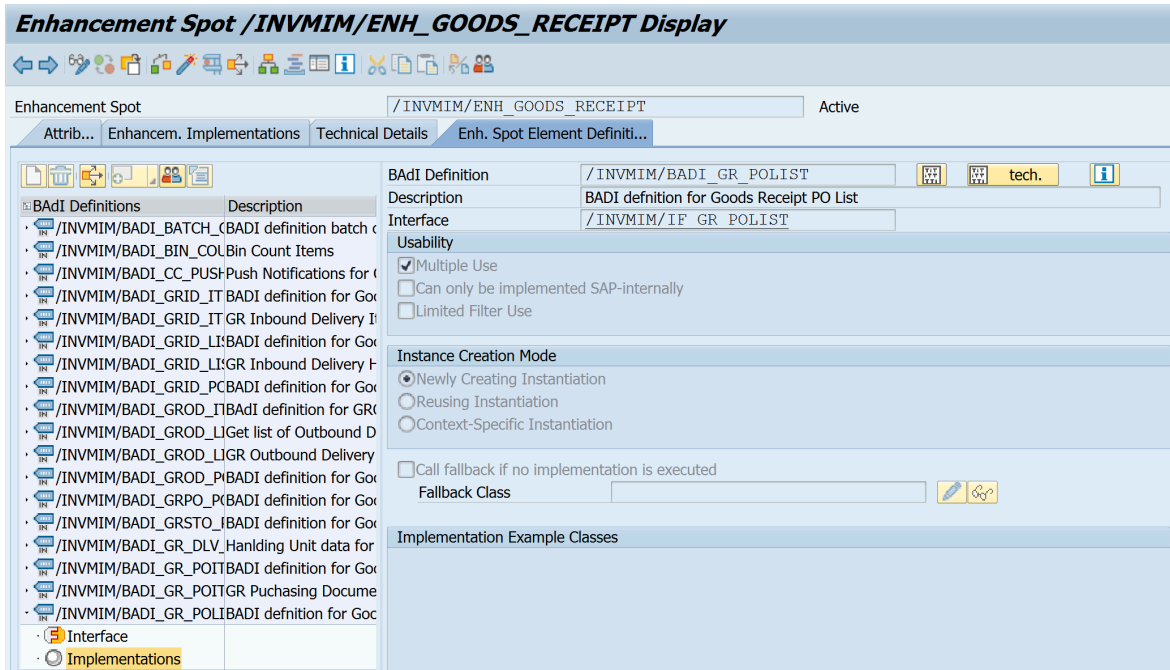 Enhancement Spot /INVMIM/ENH_GOODS_RECEIPT Display
Enhancement Spot /INVMIM/ENH_GOODS_RECEIPT Active
Attrib... Enhancem. Implementations Technical Details Enh. Spot Element Definiti...
BAdI Definitions Description
/INVMIM/BADI_BATCH_ BADI definition batch
/INVMIM/BADI_BIN_COU Bin Count Items
/INVMIM/BADI_CC_PUSH Push Notifications for
/INVMIM/BADI_GRID_IT BADI definition for Goo
/INVMIM/BADI_GRID_IT GR Inbound Delivery It
/INVMIM/BADI_GRID_LIS BADI definition for Goo
/INVMIM/BADI_GRID_LIS GR Inbound Delivery H
/INVMIM/BADI_GRID_PO BADI definition for Goo
/INVMIM/BADI_GROD_IT BAdI definition for GRO
/INVMIM/BADI_GROD_LI Get list of Outbound D
/INVMIM/BADI_GROD_LI GR Outbound Delivery
/INVMIM/BADI_GROD_PO BADI definition for Goo
/INVMIM/BADI_GRPO_PO BADI definition for Goo
/INVMIM/BADI_GRSTO_ BADI definition for Goo
/INVMIM/BADI_GR_DLV_ Hanlding Unit data for
/INVMIM/BADI_GR_POIT BADI definition for Goo
/INVMIM/BADI_GR_POIT GR Puchasing Docume
/INVMIM/BADI_GR_POLI BADI defnition for Goo
Interface
Implementations
BAdI Definition /INVMIM/BADI_GR_POLIST tech.
Description BADI defnition for Goods Receipt PO List
Interface /INVMIM/IF_GR_POLIST
Usability
Multiple Use
Can only be implemented SAP-internally
Limited Filter Use
Instance Creation Mode
Newly Creating Instantiation
Reusing Instantiation
Context-Specific Instantiation
Call fallback if no implementation is executed
Fallback Class
Implementation Example Classes